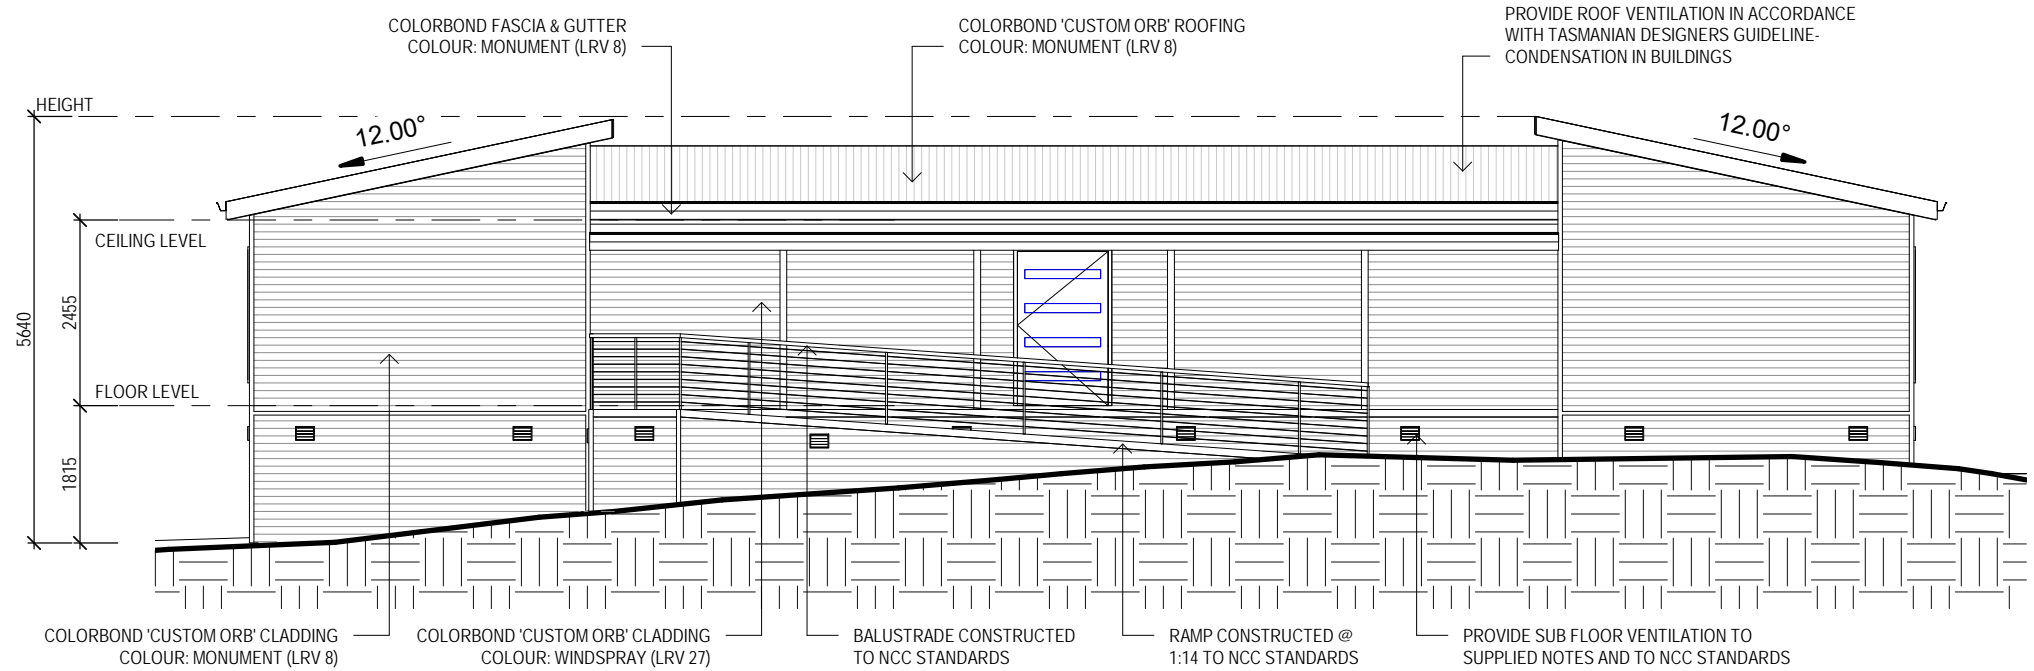 COLORBOND FASCIA & GUTTER
COLOUR: MONUMENT (LRV 8)
COLORBOND 'CUSTOM ORB' ROOFING
COLOUR: MONUMENT (LRV 8)
PROVIDE ROOF VENTILATION IN ACCORDANCE
WITH TASMANIAN DESIGNERS GUIDELINE-
CONDENSATION IN BUILDINGS
HEIGHT
12.00°
12.00°
CEILING LEVEL
5640
2455
FLOOR LEVEL
1815
COLORBOND 'CUSTOM ORB' CLADDING
COLOUR: MONUMENT (LRV 8)
COLORBOND 'CUSTOM ORB' CLADDING
COLOUR: WINDSPRAY (LRV 27)
BALUSTRADE CONSTRUCTED
TO NCC STANDARDS
RAMP CONSTRUCTED @
1:14 TO NCC STANDARDS
PROVIDE SUB FLOOR VENTILATION TO
SUPPLIED NOTES AND TO NCC STANDARDS